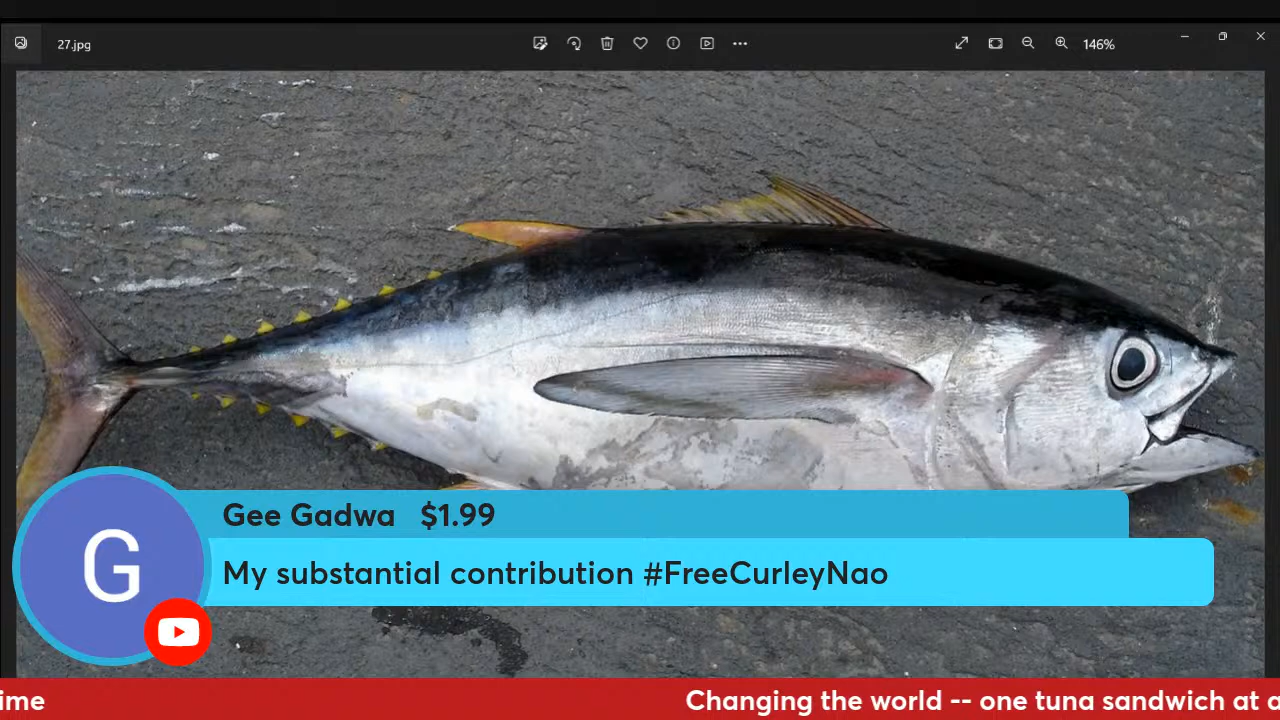 27.jpg
146%
Gee Gadwa $1.99
G
My substantial contribution #FreeCurleyNao
ime Changing the world -- one tuna sandwich at